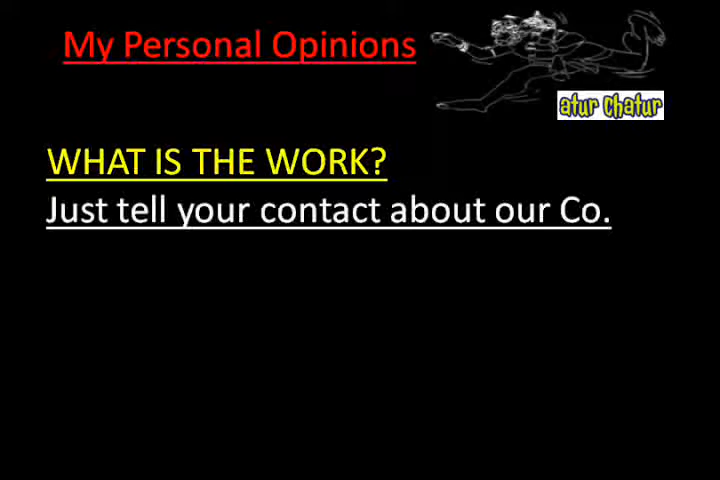 My Personal Opinions
atur chatur
WHAT IS THE WORK?
Just tell your contact about our Co.